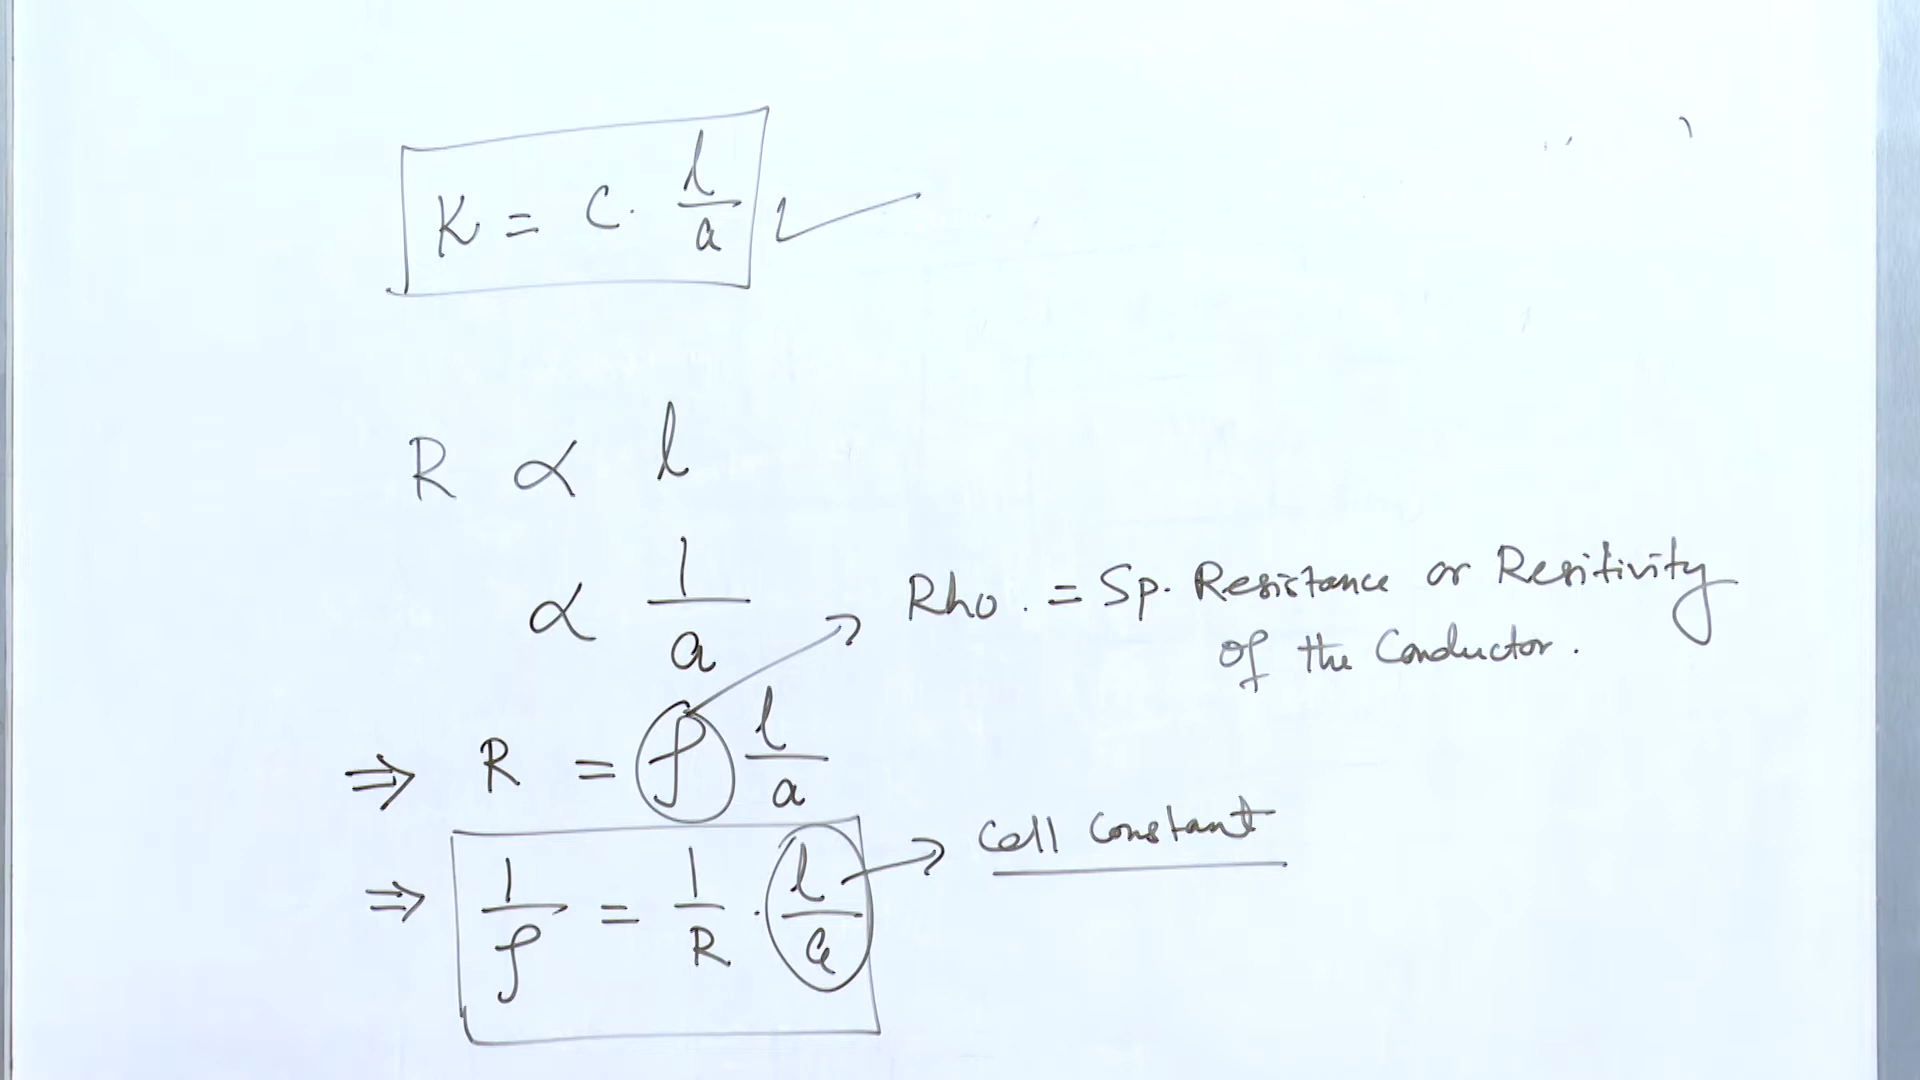 K = C. l/a
R ∝ l
∝ 1/a
Rho. = Sp. Resistance or Resitivity
of the Conductor.
⇒ R = ρ l/a
⇒ 1/ρ = 1/R . l/a → Cell Constant